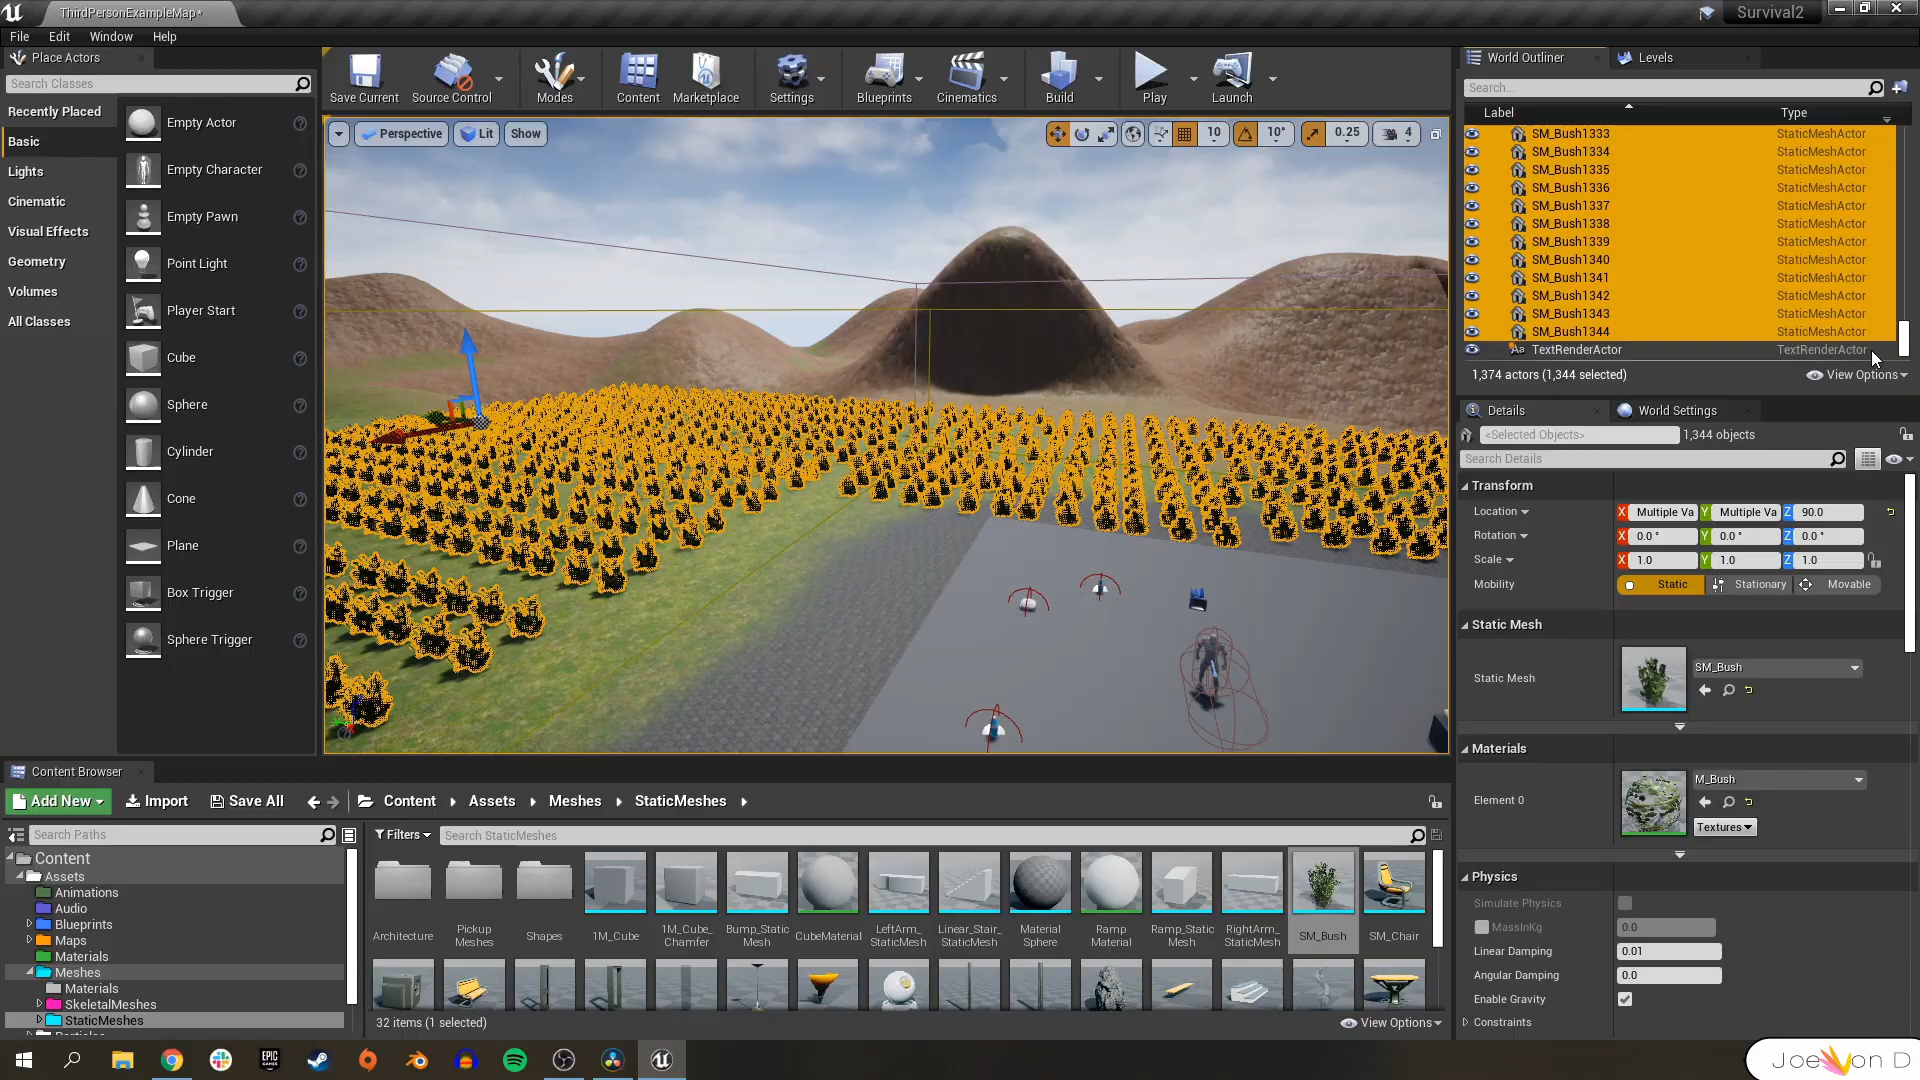 ThirdPersonExampleMap*
Survival2
File Edit Window Help
Place Actors
Search Classes
Recently Placed
Basic
Lights
Cinematic
Visual Effects
Geometry
Volumes
All Classes
Empty Actor
Empty Character
Empty Pawn
Point Light
Player Start
Cube
Sphere
Cylinder
Cone
Plane
Box Trigger
Sphere Trigger
Save Current Source Control Modes Content Marketplace Settings Blueprints Cinematics Build Play Launch
Perspective Lit Show
10 10° 0.25 4
World Outliner Levels
Search...
Label Type
SM_Bush1333 StaticMeshActor
SM_Bush1334 StaticMeshActor
SM_Bush1335 StaticMeshActor
SM_Bush1336 StaticMeshActor
SM_Bush1337 StaticMeshActor
SM_Bush1338 StaticMeshActor
SM_Bush1339 StaticMeshActor
SM_Bush1340 StaticMeshActor
SM_Bush1341 StaticMeshActor
SM_Bush1342 StaticMeshActor
SM_Bush1343 StaticMeshActor
SM_Bush1344 StaticMeshActor
Aa TextRenderActor TextRenderActor
1,374 actors (1,344 selected) View Options
Details World Settings
<Selected Objects> 1,344 objects
Search Details
Transform
Location X Multiple Va Y Multiple Va Z 90.0
Rotation X 0.0 ° Y 0.0 ° Z 0.0 °
Scale X 1.0 Y 1.0 Z 1.0
Mobility Static Stationary Movable
Static Mesh
Static Mesh SM_Bush
Materials
Element 0 M_Bush
Textures
Physics
Simulate Physics
MassInKg 0.0
Linear Damping 0.01
Angular Damping 0.0
Enable Gravity
Constraints
Content Browser
Add New Import Save All Content Assets Meshes StaticMeshes
Search Paths
Filters Search StaticMeshes
Content
Assets
Animations
Audio
Blueprints
Maps
Materials
Meshes
Materials
SkeletalMeshes
StaticMeshes
Architecture
Pickup Meshes
Shapes
1M_Cube
1M_Cube_ Chamfer
Bump_Static Mesh
CubeMaterial
LeftArm_ StaticMesh
Linear_Stair_ StaticMesh
Material Sphere
Ramp Material
Ramp_Static Mesh
RightArm_ StaticMesh
SM_Bush
SM_Chair
32 items (1 selected) View Options
EPIC GAMES
Joe Von D